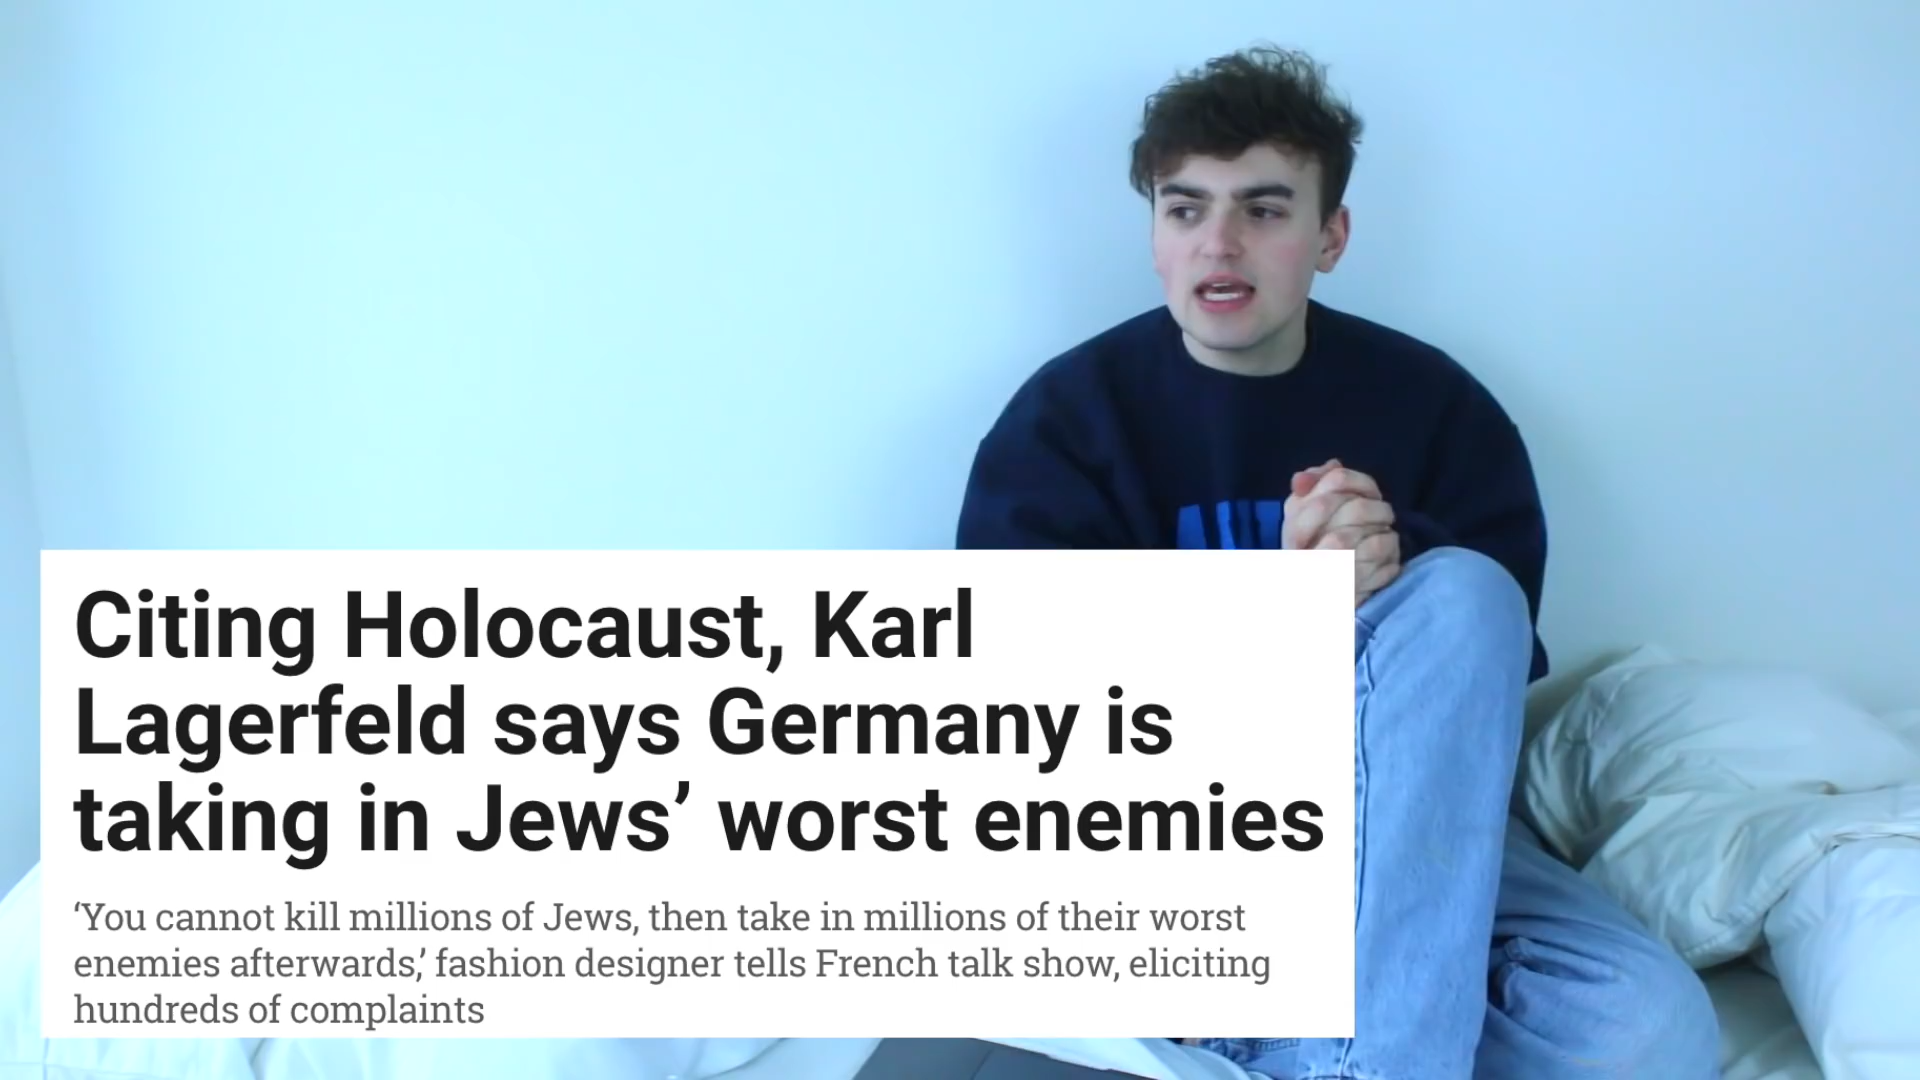 Citing Holocaust, Karl
Lagerfeld says Germany is
taking in Jews’ worst enemies
‘You cannot kill millions of Jews, then take in millions of their worst
enemies afterwards,’ fashion designer tells French talk show, eliciting
hundreds of complaints